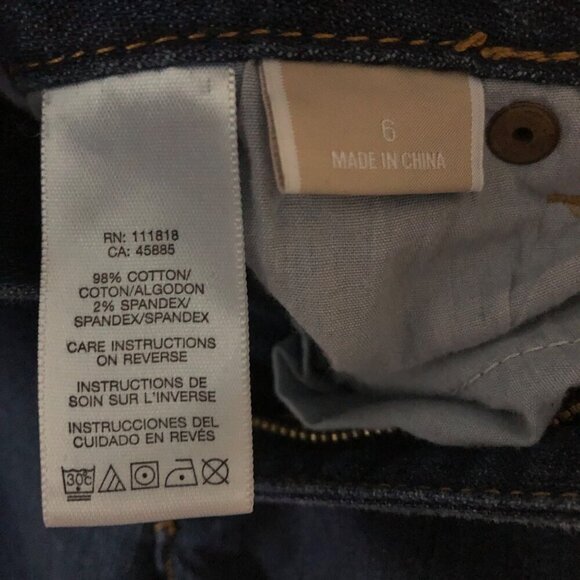 RN: 111818
CA: 45885
98% COTTON/
COTON/ALGODON
2% SPANDEX/
SPANDEX/SPANDEX
CARE INSTRUCTIONS
ON REVERSE
INSTRUCTIONS DE
SOIN SUR L'INVERSE
INSTRUCCIONES DEL
CUIDADO EN REVÉS
30C
6
MADE IN CHINA